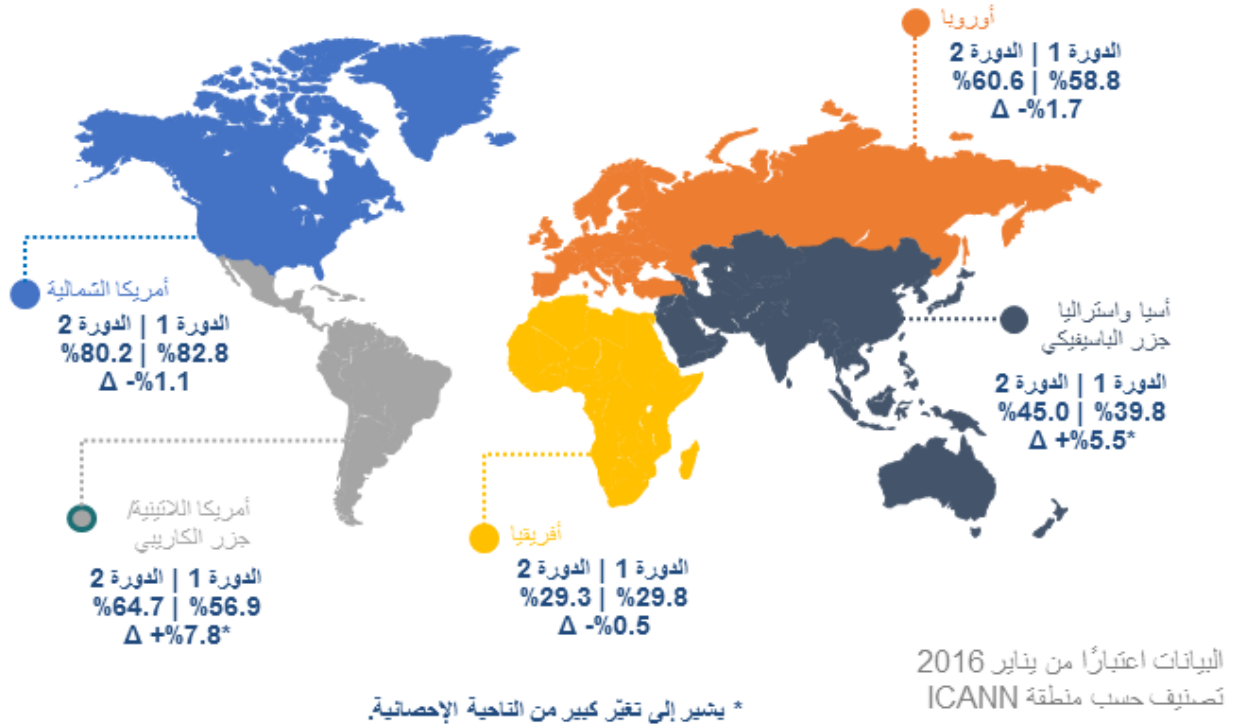 أوروبا
الدورة 1 | الدورة 2
%58.8 | %60.6
Δ -%1.7
أمريكا الشمالية
الدورة 1 | الدورة 2
%82.8 | %80.2
Δ -%1.1
أسيا واستراليا
جزر الباسيفيكي
الدورة 1 | الدورة 2
%39.8 | %45.0
Δ +%5.5*
أمريكا اللاتينية/
جزر الكاريبي
الدورة 1 | الدورة 2
%56.9 | %64.7
Δ +%7.8*
أفريقيا
الدورة 1 | الدورة 2
%29.8 | %29.3
Δ -%0.5
البيانات اعتبارًا من يناير 2016
تصنيف حسب منطقة ICANN
* يشير إلى تغيّر كبير من الناحية الإحصائية.